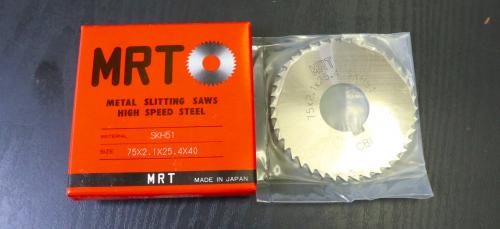 MRT
METAL SLITTING SAWS
HIGH SPEED STEEL
MATERIAL SKH51
SIZE 75X2.1X25.4X40
MRT MADE IN JAPAN
MRT
75X2.1X25.4